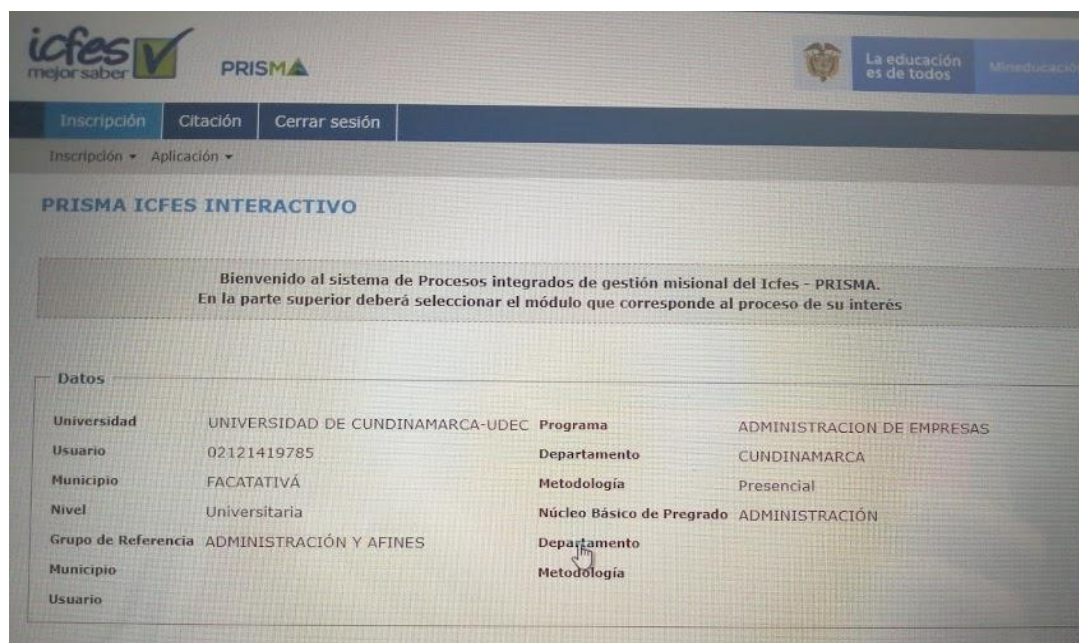 icfes
mejor saber
PRISMA
La educación
es de todos
Mineducación
Inscripción Citación Cerrar sesión
Inscripción Aplicación
PRISMA ICFES INTERACTIVO
Bienvenido al sistema de Procesos integrados de gestión misional del Icfes - PRISMA.
En la parte superior deberá seleccionar el módulo que corresponde al proceso de su interés
Datos
Universidad UNIVERSIDAD DE CUNDINAMARCA-UDEC Programa ADMINISTRACION DE EMPRESAS
Usuario 02121419785 Departamento CUNDINAMARCA
Municipio FACATATIVÁ Metodología Presencial
Nivel Universitaria Núcleo Básico de Pregrado ADMINISTRACIÓN
Grupo de Referencia ADMINISTRACIÓN Y AFINES Departamento
Municipio Metodología
Usuario